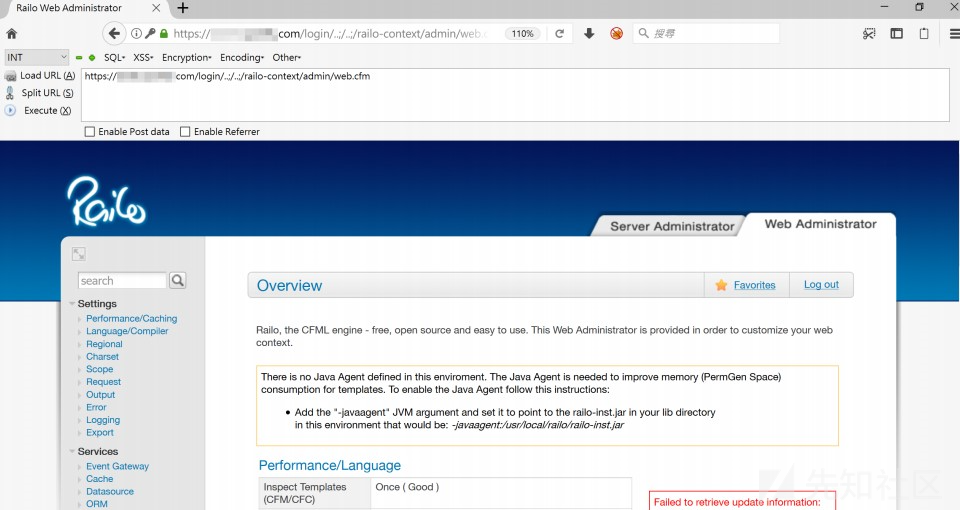 Railo Web Administrator
https://
.com/login/..;/..;/railo-context/admin/web.c
110%
搜尋
INT
SQL- XSS- Encryption- Encoding- Other-
Load URL (A)
https://
com/login/..;/..;/railo-context/admin/web.cfm
Split URL (S)
Execute (X)
Enable Post data
Enable Referrer
Railo
Server Administrator
Web Administrator
search
Overview
Favorites
Log out
Settings
Performance/Caching
Language/Compiler
Regional
Charset
Scope
Request
Output
Error
Logging
Export
Services
Event Gateway
Cache
Datasource
ORM
Railo, the CFML engine - free, open source and easy to use. This Web Administrator is provided in order to customize your web
context.
There is no Java Agent defined in this enviroment. The Java Agent is needed to improve memory (PermGen Space)
consumption for templates. To enable the Java Agent follow this instructions:
Add the "-javaagent" JVM argument and set it to point to the railo-inst.jar in your lib directory
in this environment that would be: -javaagent:/usr/local/railo/railo-inst.jar
Performance/Language
Inspect Templates
(CFM/CFC)
Once ( Good )
Failed to retrieve update information:
先知社区